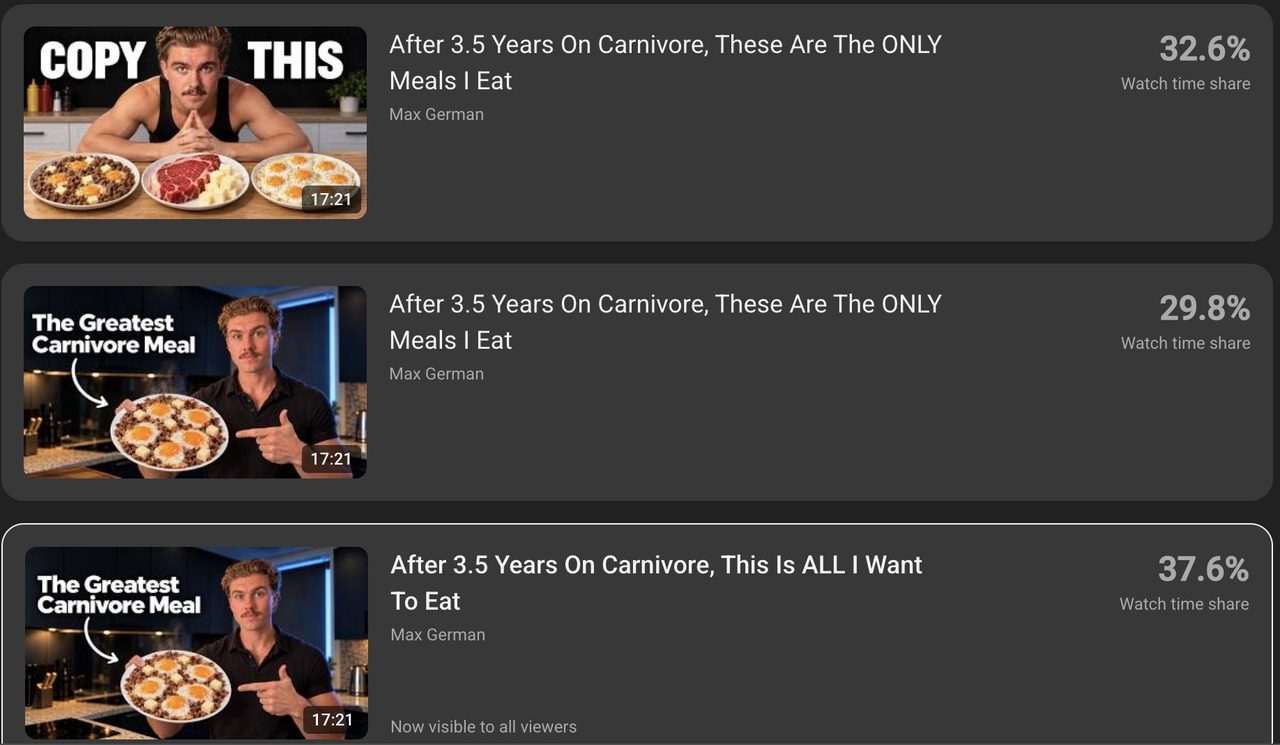 COPY THIS
17:21
After 3.5 Years On Carnivore, These Are The ONLY
Meals I Eat
Max German
32.6%
Watch time share
The Greatest
Carnivore Meal
17:21
After 3.5 Years On Carnivore, These Are The ONLY
Meals I Eat
Max German
29.8%
Watch time share
The Greatest
Carnivore Meal
17:21
After 3.5 Years On Carnivore, This Is ALL I Want
To Eat
Max German
Now visible to all viewers
37.6%
Watch time share